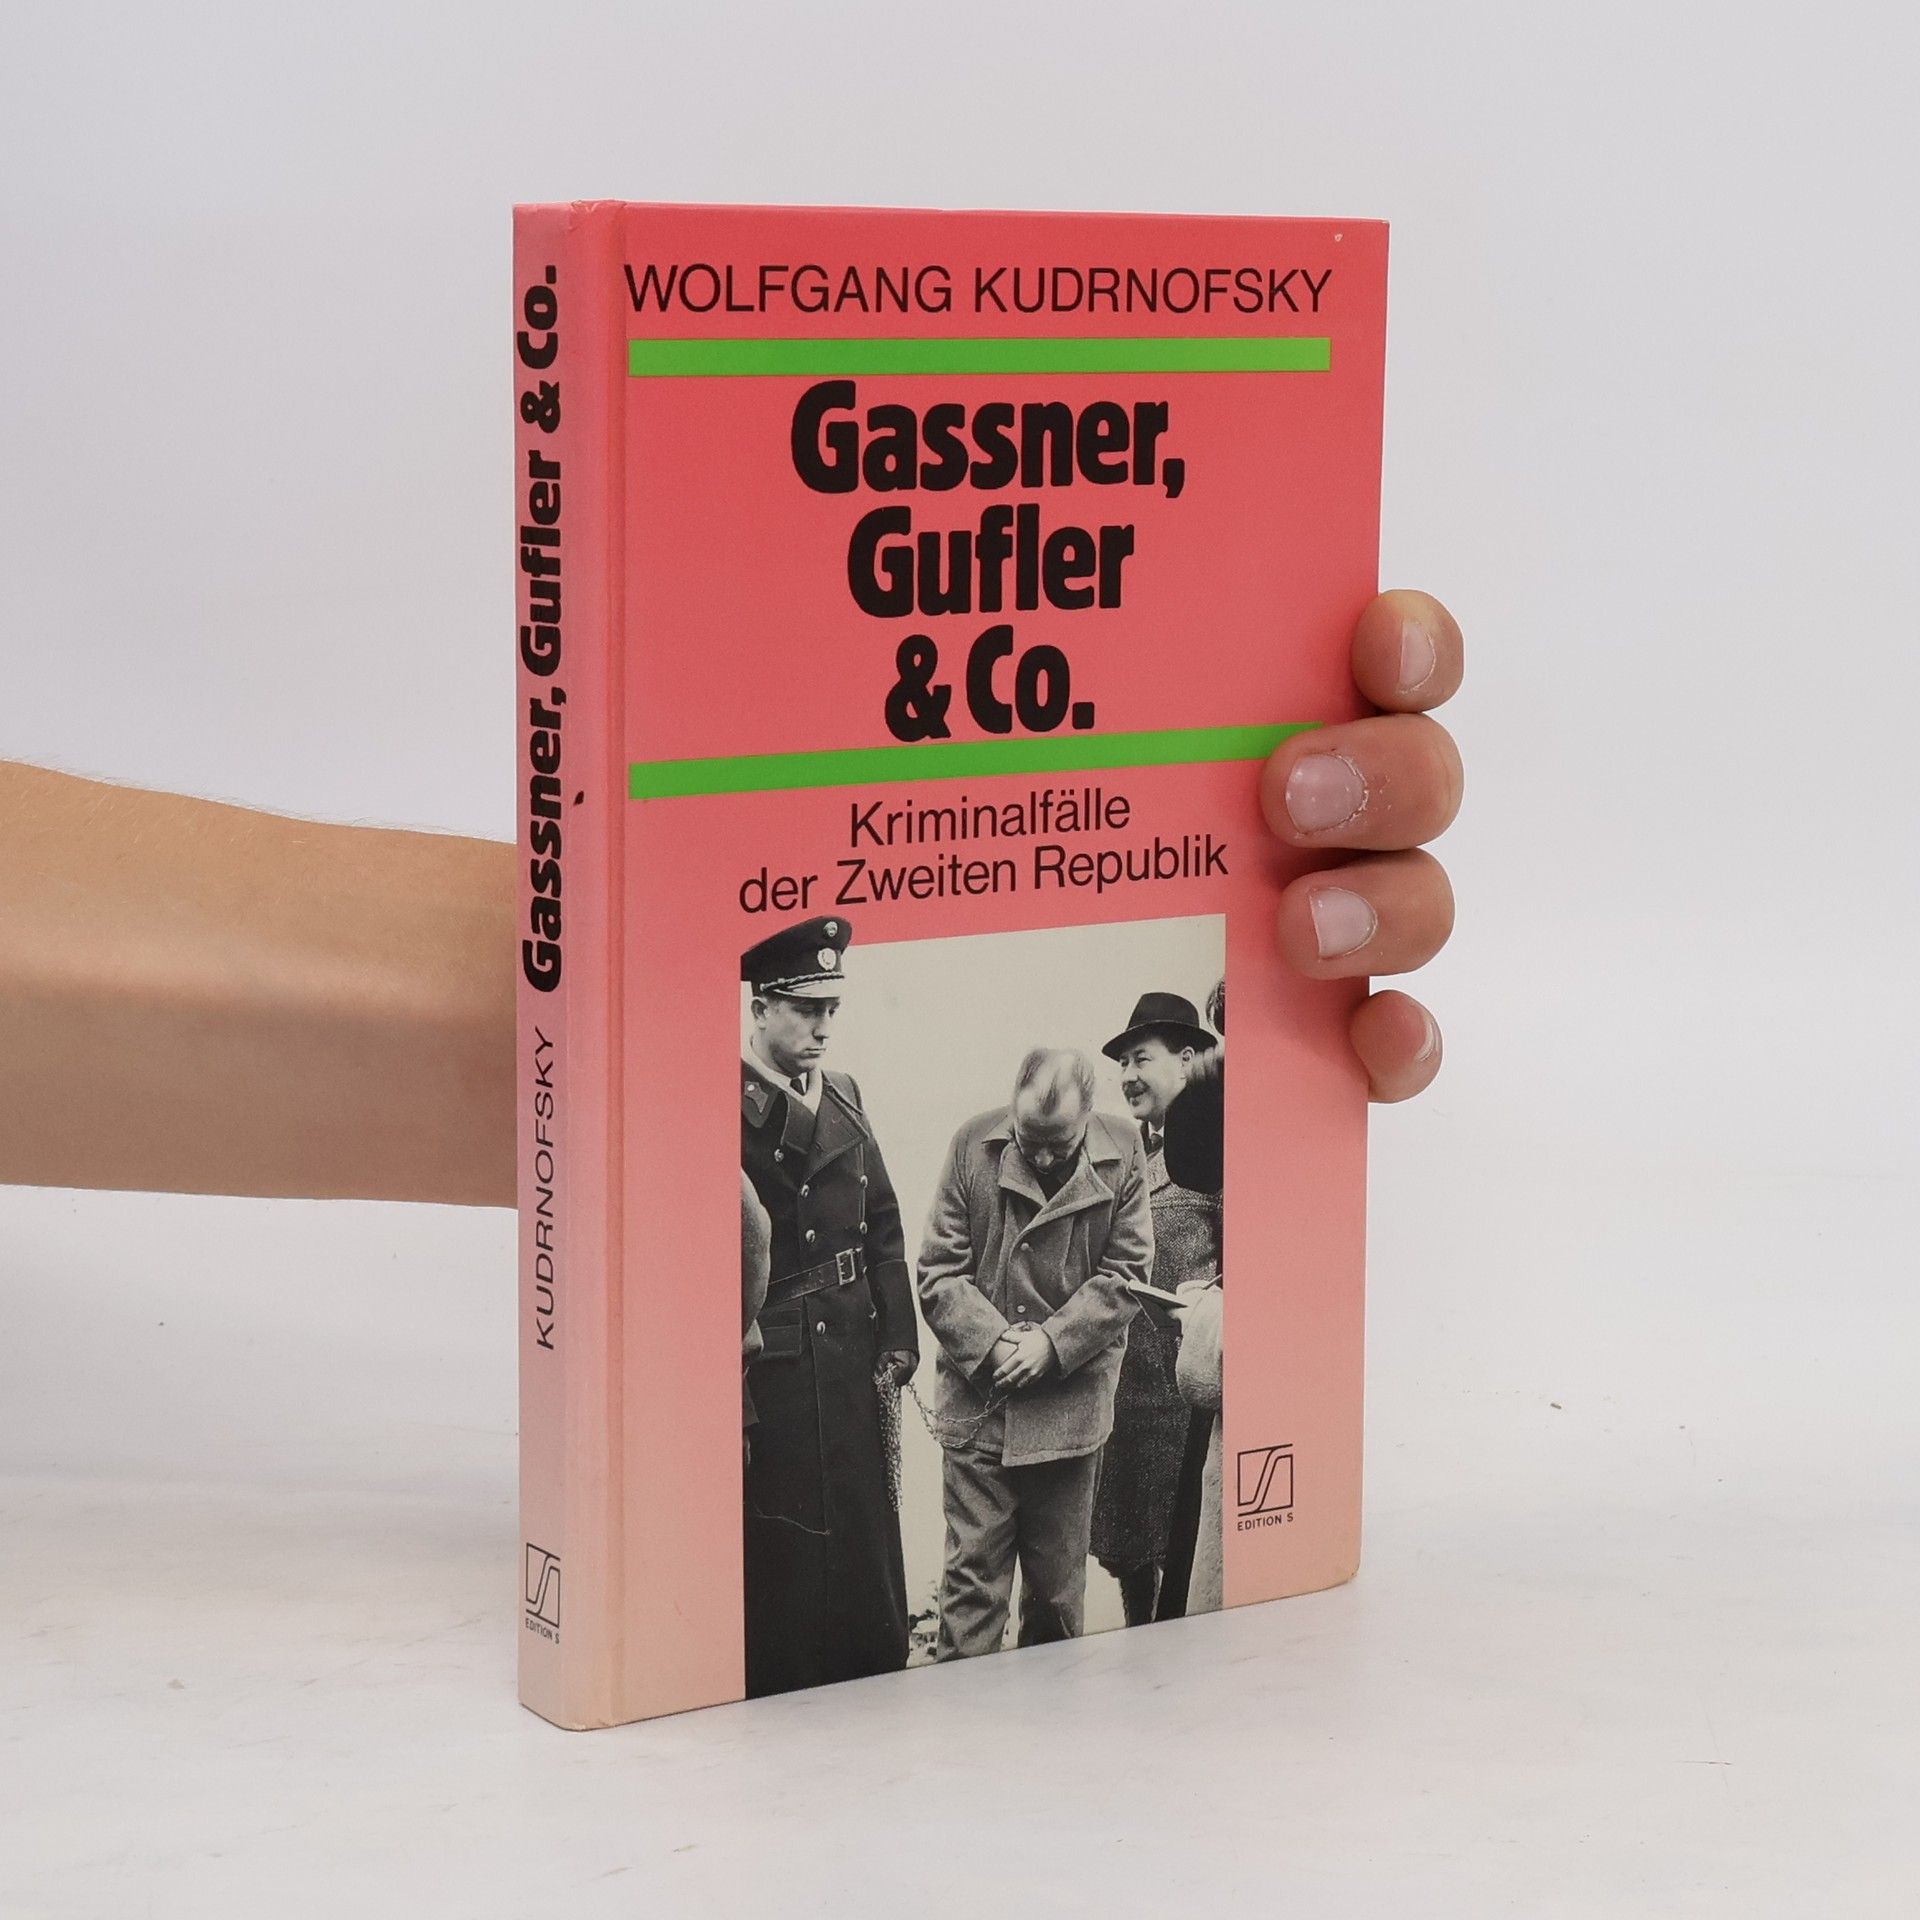 WOLFGANG KUDRNOFSKY
Gassner,
Gufler
& Co.
Kriminalfälle
der Zweiten Republik
EDITION S
KUDRNOFSKY Gassner, Gufler & Co.
EDITION S